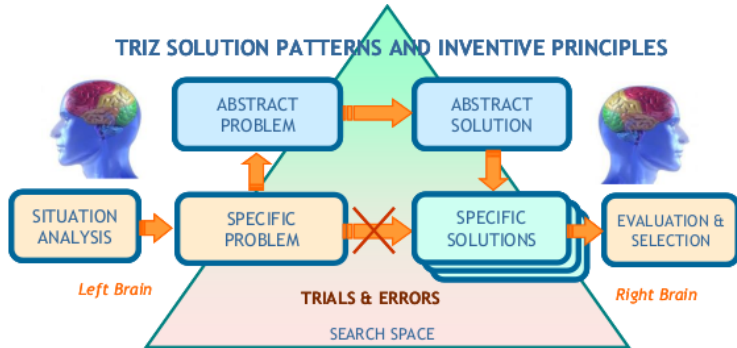 TRIZ SOLUTION PATTERNS AND INVENTIVE PRINCIPLES
ABSTRACT
PROBLEM
ABSTRACT
SOLUTION
SITUATION
ANALYSIS
SPECIFIC
PROBLEM
SPECIFIC
SOLUTIONS
EVALUATION &
SELECTION
Left Brain
TRIALS & ERRORS
Right Brain
SEARCH SPACE